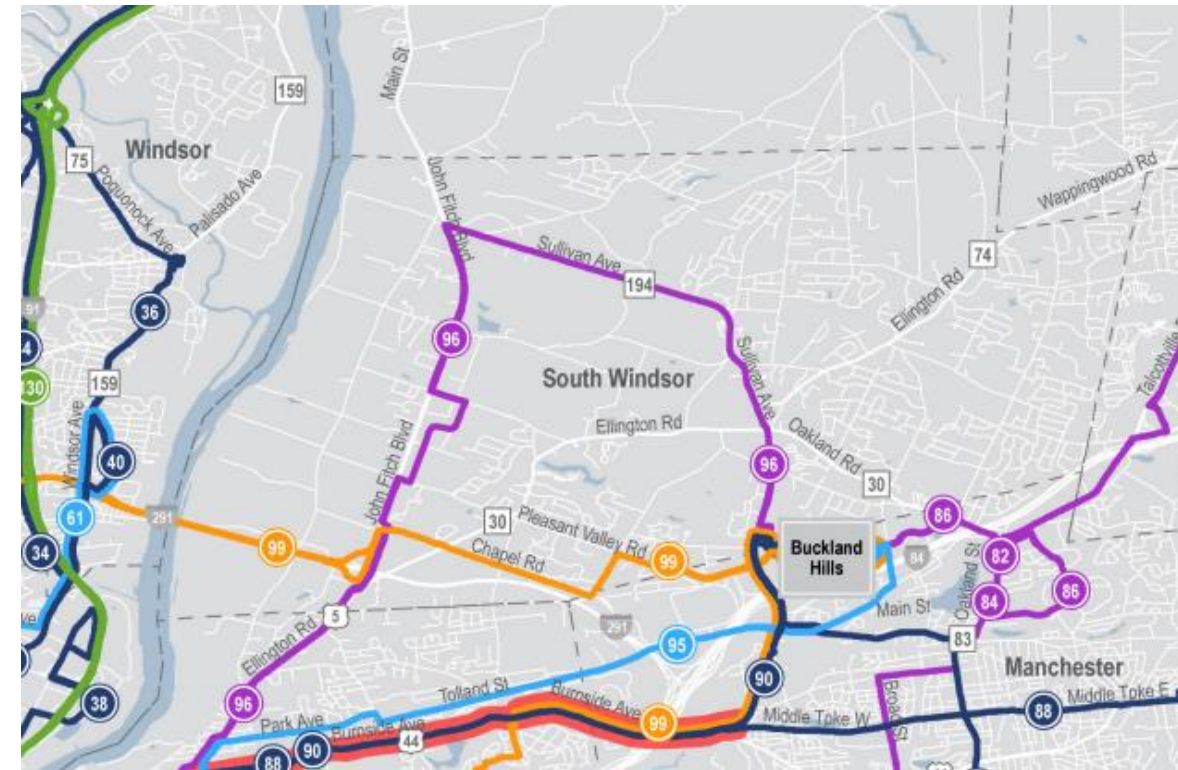 Main St
159
Windsor
75
Poquonock Ave
Palisado Ave
John Fitch Blvd
Wappingwood Rd
Sullivan Ave
74
194
Ellington Rd
91
36
96
Talcottville
South Windsor
Sullivan Ave
159
130
Windsor Ave
Ellington Rd
Oakland Rd
40
96
John Fitch Blvd
30
61
291
30
Pleasant Valley Rd
86
99
Chapel Rd
99
Buckland
Hills
84
Oakland St
82
34
86
84
Main St
5
291
83
95
Manchester
Ellington Rd
90
Tolland St
Broad St
Middle Tpke E
38
96
Park Ave
Burnside Ave
Burnside Ave
99
Middle Tpke W
88
44
90
88